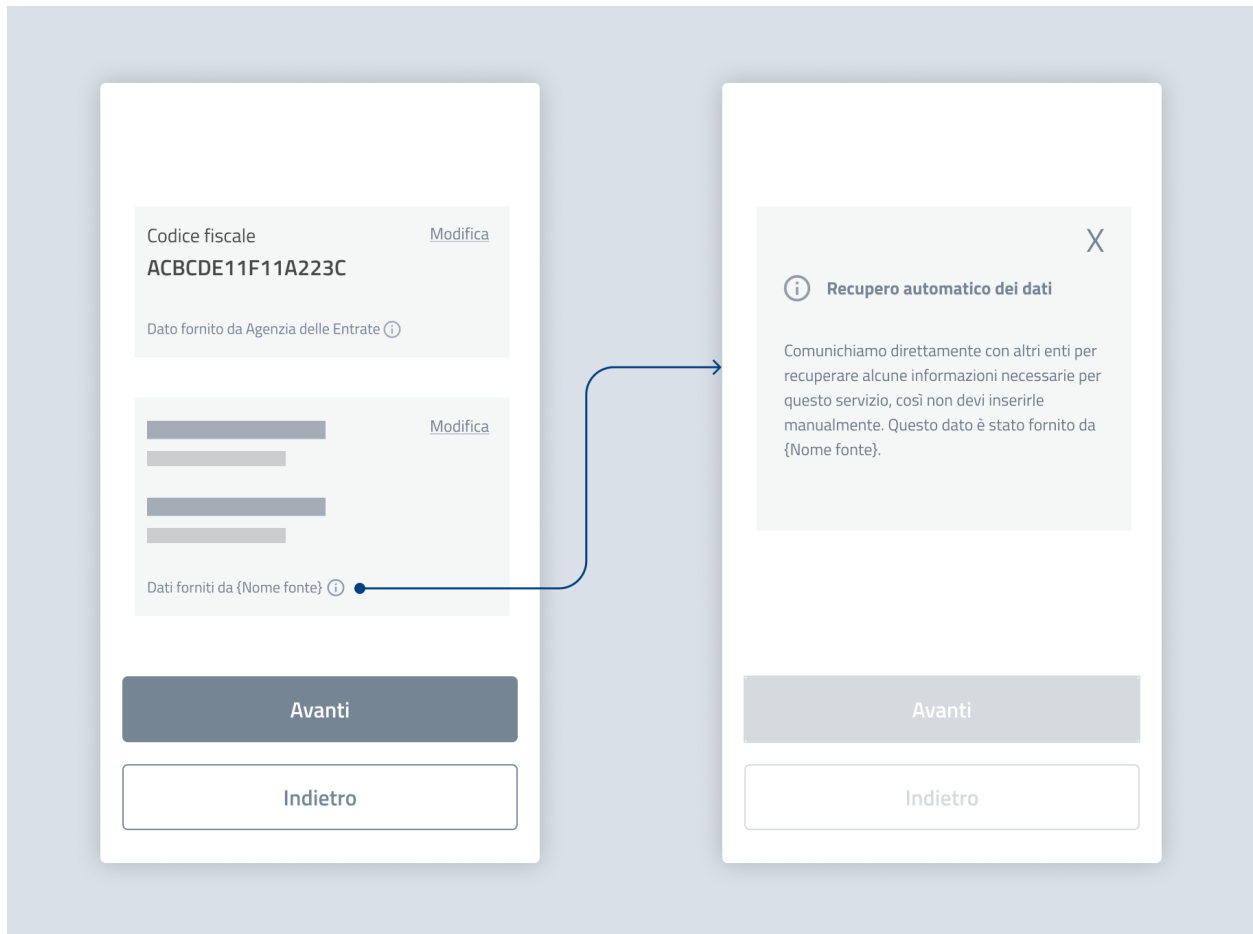 Codice fiscale
Modifica
ACBCDE11F11A223C
Dato fornito da Agenzia delle Entrate
Modifica
Dati forniti da {Nome fonte}
Avanti
Indietro
X
Recupero automatico dei dati
Comunichiamo direttamente con altri enti per
recuperare alcune informazioni necessarie per
questo servizio, così non devi inserirle
manualmente. Questo dato è stato fornito da
{Nome fonte}.
Avanti
Indietro